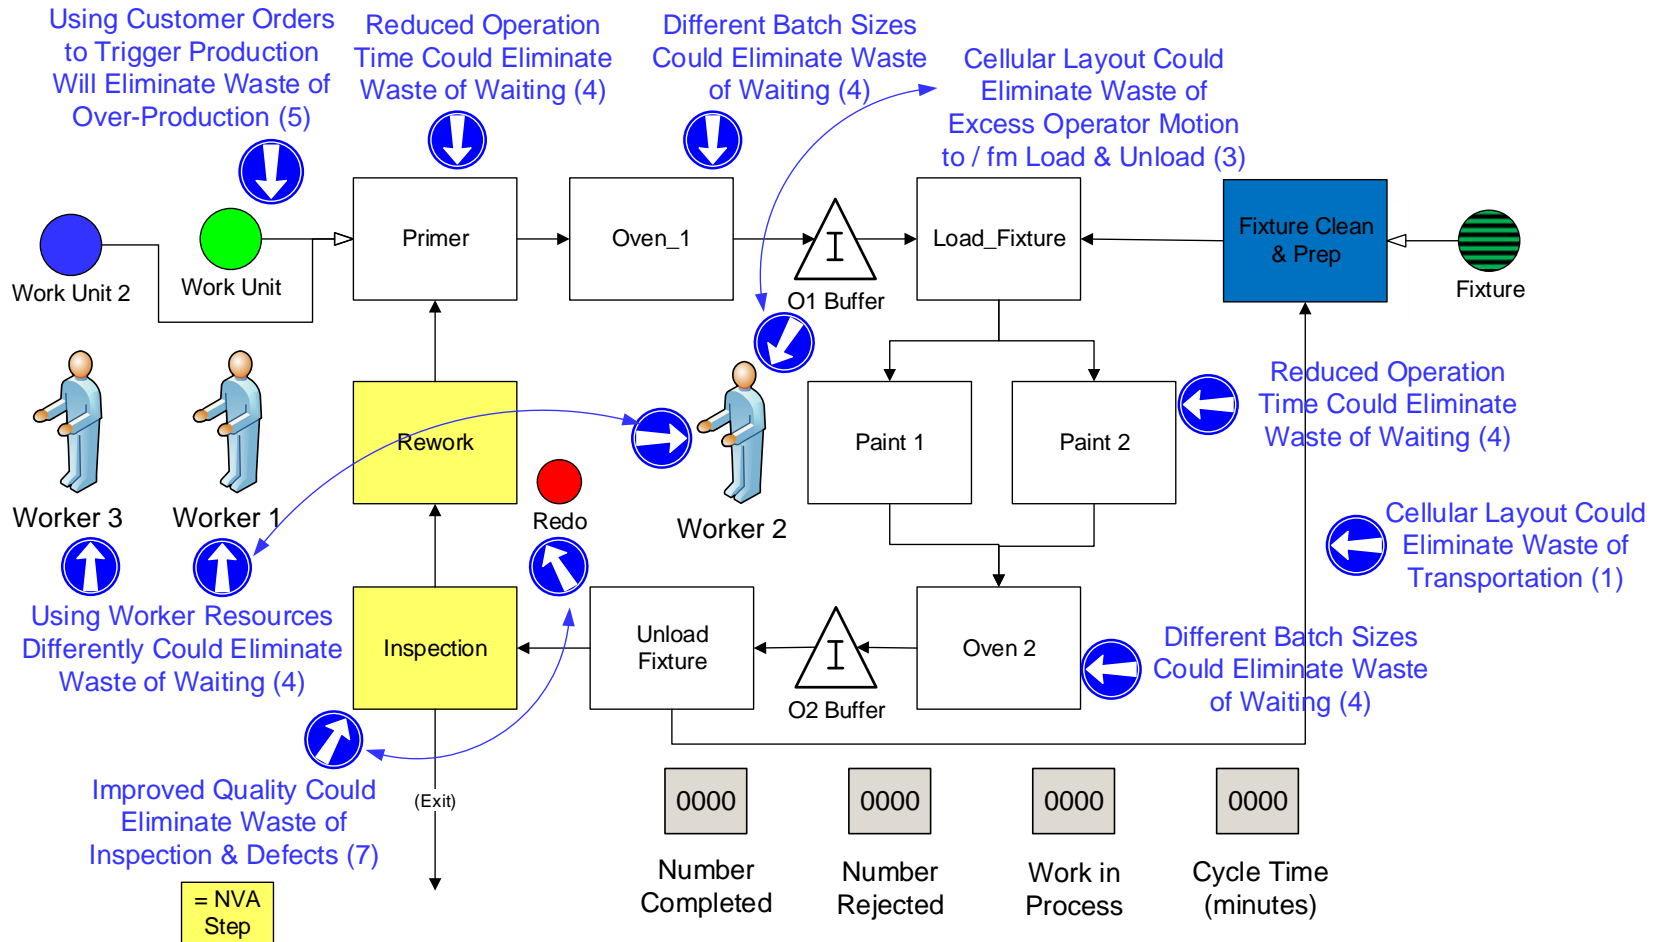 Using Customer Orders
to Trigger Production
Will Eliminate Waste of
Over-Production (5)
Reduced Operation
Time Could Eliminate
Waste of Waiting (4)
Different Batch Sizes
Could Eliminate Waste
of Waiting (4)
Cellular Layout Could
Eliminate Waste of
Excess Operator Motion
to / fm Load & Unload (3)
Work Unit 2
Work Unit
Primer
Oven_1
I
O1 Buffer
Load_Fixture
Fixture Clean
& Prep
Fixture
Worker 3
Worker 1
Rework
Redo
Worker 2
Paint 1
Paint 2
Reduced Operation
Time Could Eliminate
Waste of Waiting (4)
Cellular Layout Could
Eliminate Waste of
Transportation (1)
Using Worker Resources
Differently Could Eliminate
Waste of Waiting (4)
Inspection
Unload
Fixture
I
O2 Buffer
Oven 2
Different Batch Sizes
Could Eliminate Waste
of Waiting (4)
Improved Quality Could
Eliminate Waste of
Inspection & Defects (7)
(Exit)
= NVA
Step
0000
Number
Completed
0000
Number
Rejected
0000
Work in
Process
0000
Cycle Time
(minutes)